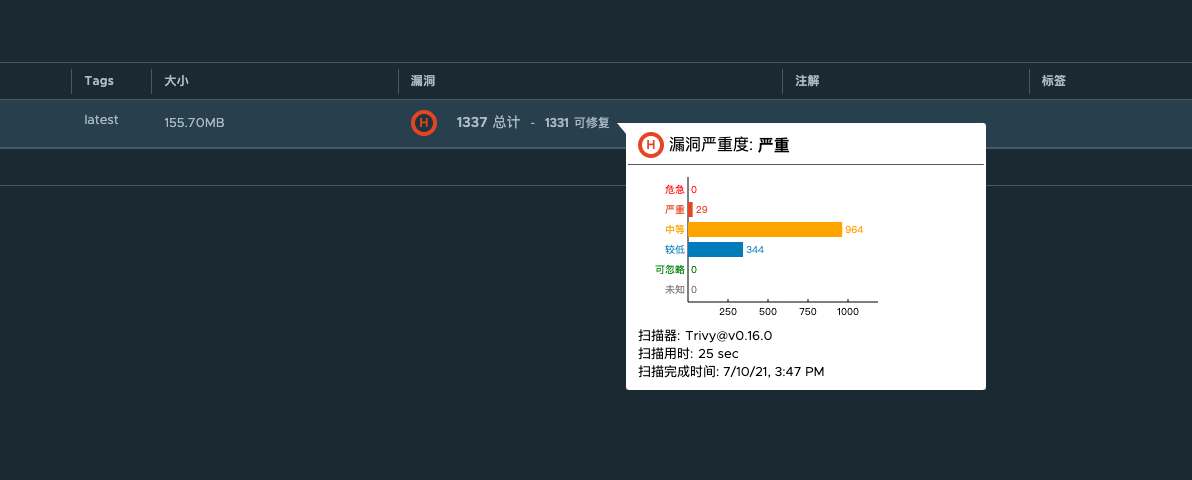 Tags 大小 漏洞 注解 标签
latest 155.70MB H 1337 总计 - 1331 可修复
H 漏洞严重度: 严重
危急 0
严重 29
中等 964
较低 344
可忽略 0
未知 0
250 500 750 1000
扫描器: Trivy@v0.16.0
扫描用时: 25 sec
扫描完成时间: 7/10/21, 3:47 PM